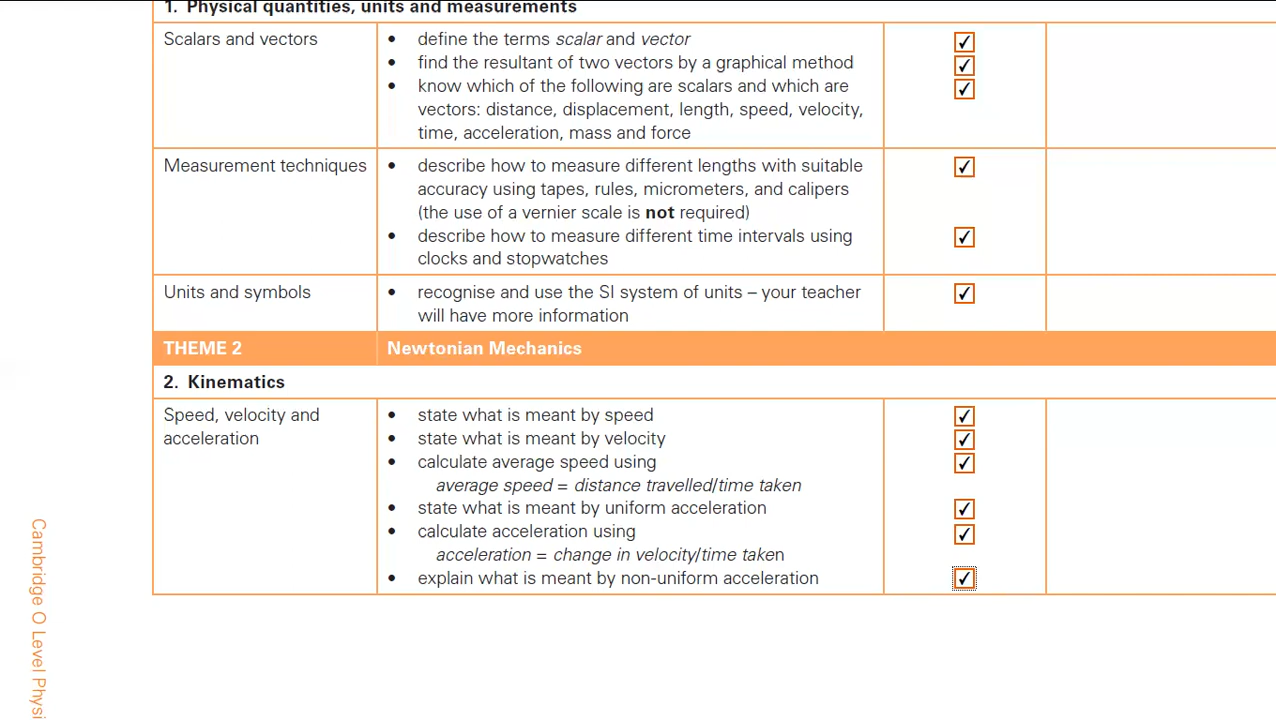 1. Physical quantities, units and measurements
Scalars and vectors
• define the terms scalar and vector
• find the resultant of two vectors by a graphical method
• know which of the following are scalars and which are
vectors: distance, displacement, length, speed, velocity,
time, acceleration, mass and force
Measurement techniques
• describe how to measure different lengths with suitable
accuracy using tapes, rules, micrometers, and calipers
(the use of a vernier scale is not required)
• describe how to measure different time intervals using
clocks and stopwatches
Units and symbols
• recognise and use the SI system of units – your teacher
will have more information
THEME 2 Newtonian Mechanics
2. Kinematics
Speed, velocity and
acceleration
• state what is meant by speed
• state what is meant by velocity
• calculate average speed using
average speed = distance travelled/time taken
• state what is meant by uniform acceleration
• calculate acceleration using
acceleration = change in velocity/time taken
• explain what is meant by non-uniform acceleration
Cambridge O Level Physi